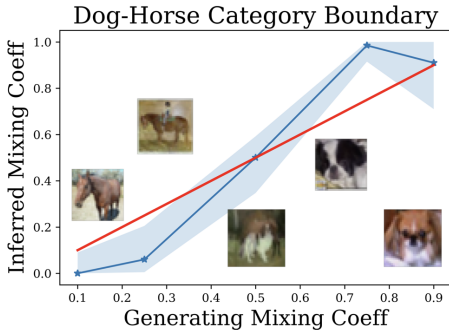 Dog-Horse Category Boundary
Inferred Mixing Coeff
1.0
0.8
0.6
0.4
0.2
0.0
0.1 0.2 0.3 0.4 0.5 0.6 0.7 0.8 0.9
Generating Mixing Coeff